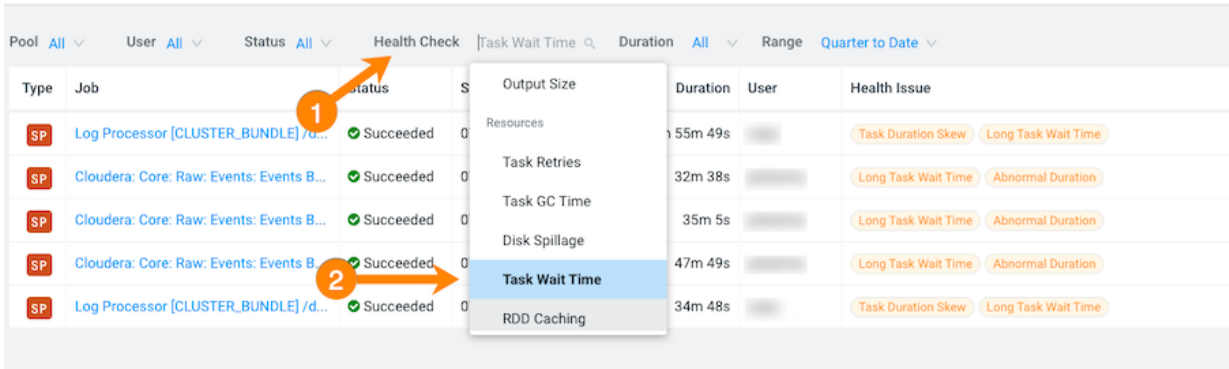 Pool All User All Status All Health Check Task Wait Time Duration All Range Quarter to Date
Type Job Status S Duration User Health Issue
Output Size
Resources
Task Retries
Task GC Time
Disk Spillage
Task Wait Time
RDD Caching
1
2
SP Log Processor [CLUSTER_BUNDLE] /d... Succeeded 0 55m 49s Task Duration Skew Long Task Wait Time
SP Cloudera: Core: Raw: Events: Events B... Succeeded 0 32m 38s Long Task Wait Time Abnormal Duration
SP Cloudera: Core: Raw: Events: Events B... Succeeded 0 35m 5s Long Task Wait Time Abnormal Duration
SP Cloudera: Core: Raw: Events: Events B... Succeeded 0 47m 49s Long Task Wait Time Abnormal Duration
SP Log Processor [CLUSTER_BUNDLE] /d... Succeeded 0 34m 48s Task Duration Skew Long Task Wait Time